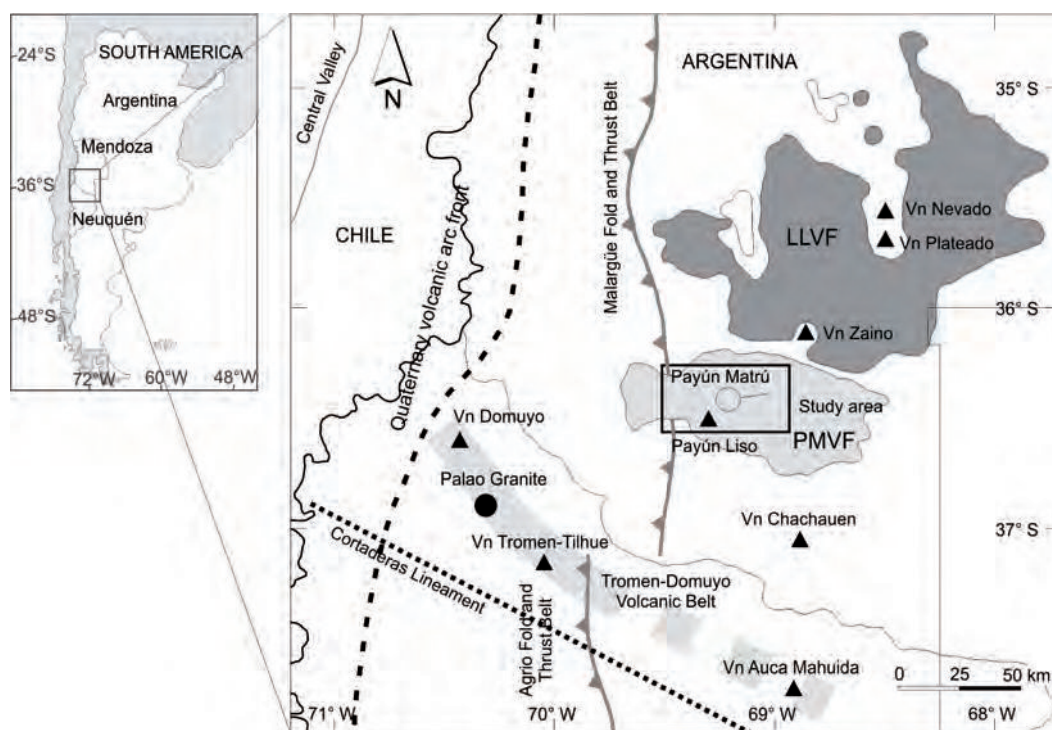 24°S
SOUTH AMERICA
Argentina
Mendoza
36°S
Neuquén
48°S
72°W
60°W
48°W
Central Valley
N
ARGENTINA
35° S
CHILE
Quaternary volcanic arc front
Malargüe Fold and Thrust Belt
Vn Nevado
LLVF
Vn Plateado
36° S
Vn Zaino
Payún Matrú
Study area
Payún Liso
PMVF
Vn Domuyo
Palao Granite
Vn Chachauen
37° S
Cortaderas Lineament
Vn Tromen-Tilhue
Agrio Fold and
Thrust Belt
Tromen-Domuyo
Volcanic Belt
Vn Auca Mahuida
0 25 50 km
71° W
70° W
69° W
68° W